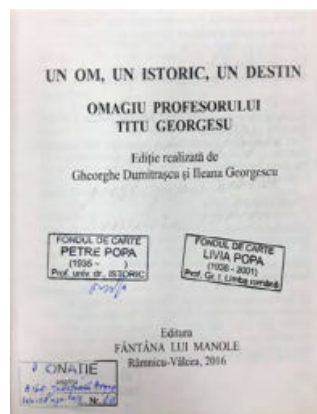 UN OM, UN ISTORIC, UN DESTIN
OMAGIU PROFESORULUI
TITU GEORGESU
Ediție realizată de
Gheorghe Dumitrașcu și Ileana Georgescu
FONDUL DE CARTE
PETRE POPA
(1935 - )
Prof. univ. dr., ISTORIC
FONDUL DE CARTE
LIVIA POPA
(1936 - 2001)
Prof. Gr. I, Limba română
Editura
FÂNTÂNA LUI MANOLE
Râmnicu-Vâlcea, 2016
DONAȚIE
Nr.